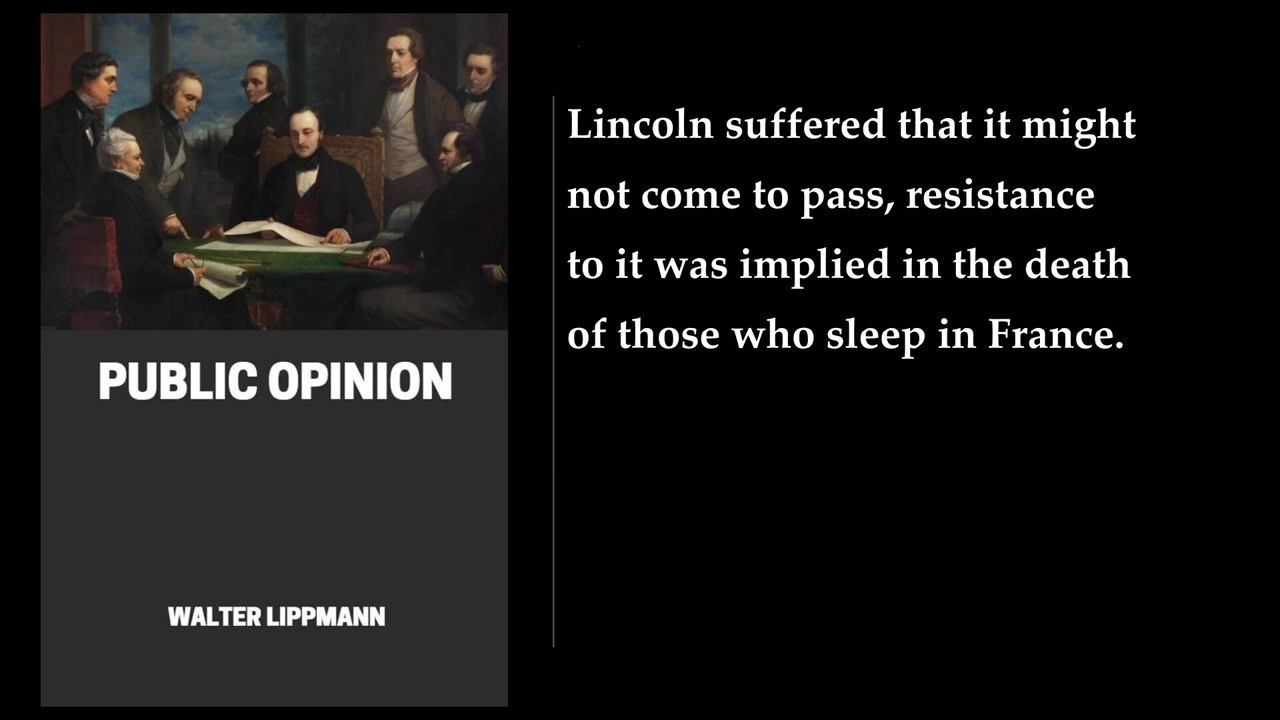 PUBLIC OPINION
WALTER LIPPMANN
Lincoln suffered that it might
not come to pass, resistance
to it was implied in the death
of those who sleep in France.